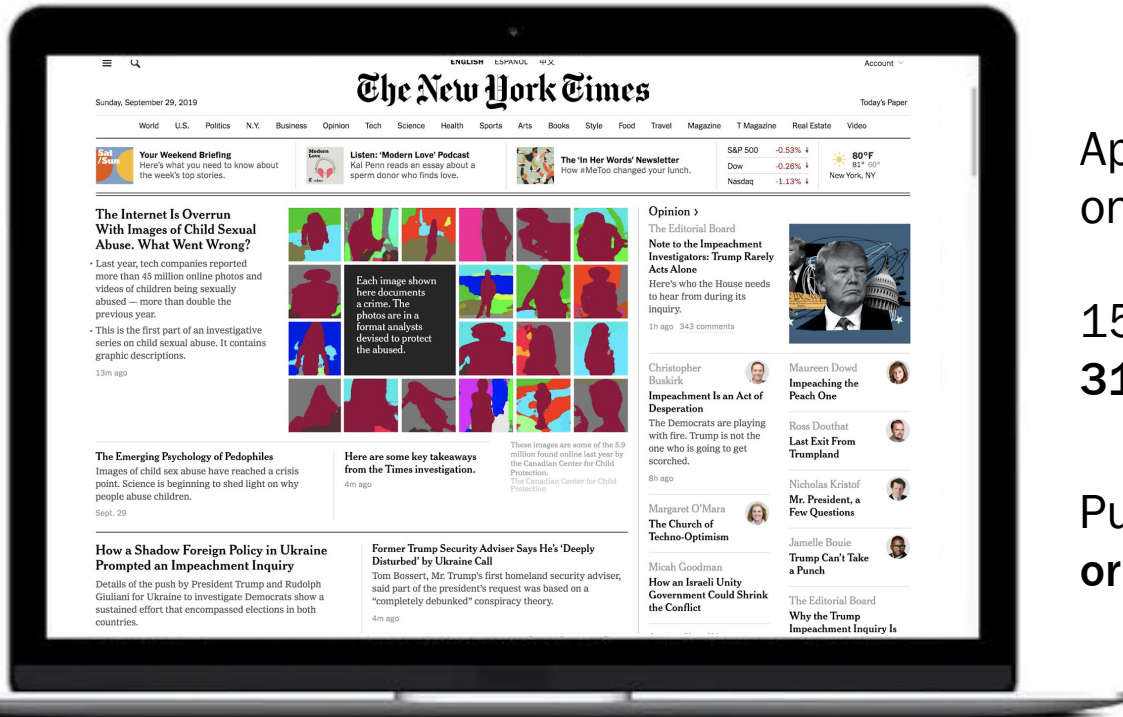 ENGLISH ESPAÑOL 中文
Account
The New York Times
Sunday, September 29, 2019
Today's Paper
World U.S. Politics N.Y. Business Opinion Tech Science Health Sports Arts Books Style Food Travel Magazine T Magazine Real Estate Video
Sat
/Sun
Your Weekend Briefing
Here's what you need to know about
the week's top stories.
Modern
Love
Listen: 'Modern Love' Podcast
Kal Penn reads an essay about a
sperm donor who finds love.
The 'In Her Words' Newsletter
How #MeToo changed your lunch.
S&P 500 -0.53% ↓
Dow -0.26% ↓
Nasdaq -1.13% ↓
80°F
81° 60°
New York, NY
The Internet Is Overrun
With Images of Child Sexual
Abuse. What Went Wrong?
- Last year, tech companies reported
more than 45 million online photos and
videos of children being sexually
abused — more than double the
previous year.
- This is the first part of an investigative
series on child sexual abuse. It contains
graphic descriptions.
13m ago
Each image shown
here documents
a crime. The
photos are in a
format analysts
devised to protect
the abused.
The Emerging Psychology of Pedophiles
Images of child sex abuse have reached a crisis
point. Science is beginning to shed light on why
people abuse children.
Sept. 29
Here are some key takeaways
from the Times investigation.
4m ago
These images are some of the 5.9
million found online last year by
the Canadian Center for Child
Protection.
The Canadian Center for Child
Protection
How a Shadow Foreign Policy in Ukraine
Prompted an Impeachment Inquiry
Details of the push by President Trump and Rudolph
Giuliani for Ukraine to investigate Democrats show a
sustained effort that encompassed elections in both
countries.
Former Trump Security Adviser Says He's 'Deeply
Disturbed' by Ukraine Call
Tom Bossert, Mr. Trump's first homeland security adviser,
said part of the president's request was based on a
"completely debunked" conspiracy theory.
4m ago
Opinion >
The Editorial Board
Note to the Impeachment
Investigators: Trump Rarely
Acts Alone
Here's who the House needs
to hear from during its
inquiry.
1h ago 343 comments
Christopher
Buskirk
Impeachment Is an Act of
Desperation
The Democrats are playing
with fire. Trump is not the
one who is going to get
scorched.
8h ago
Margaret O'Mara
The Church of
Techno-Optimism
Micah Goodman
How an Israeli Unity
Government Could Shrink
the Conflict
Maureen Dowd
Impeaching the
Peach One
Ross Douthat
Last Exit From
Trumpland
Nicholas Kristof
Mr. President, a
Few Questions
Jamelle Bouie
Trump Can't Take
a Punch
The Editorial Board
Why the Trump
Impeachment Inquiry Is
Ap
on
15
31
Pu
or